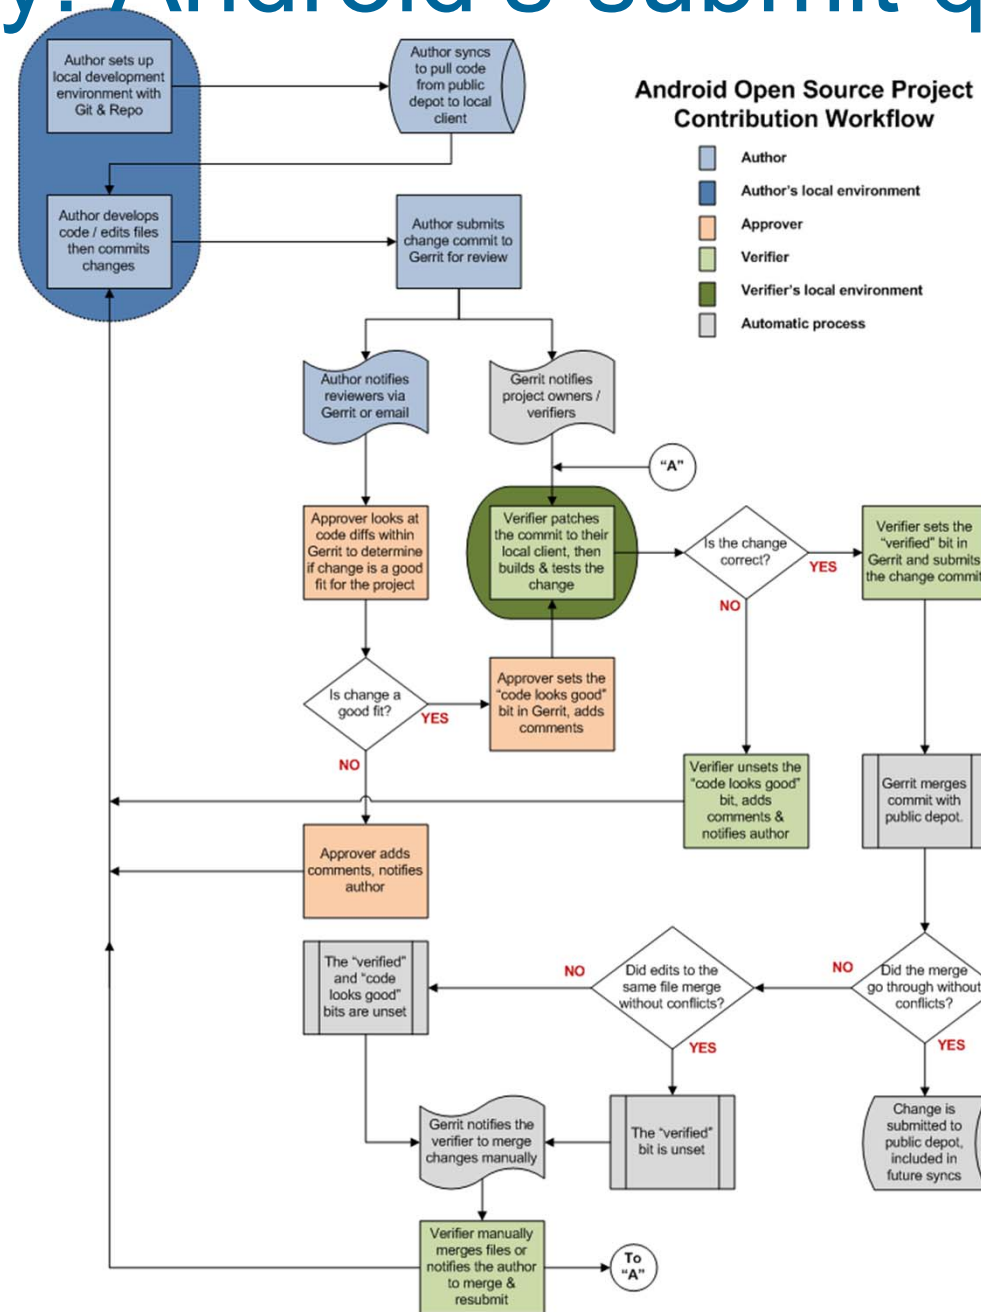 y: Android's submit q
Author sets up
local development
environment with
Git & Repo
Author syncs
to pull code
from public
depot to local
client
Android Open Source Project
Contribution Workflow
Author
Author's local environment
Approver
Verifier
Verifier's local environment
Automatic process
Author develops
code / edits files
then commits
changes
Author submits
change commit to
Gerrit for review
Author notifies
reviewers via
Gerrit or email
Gerrit notifies
project owners /
verifiers
“A”
Approver looks at
code diffs within
Gerrit to determine
if change is a good
fit for the project
Verifier patches
the commit to their
local client, then
builds & tests the
change
Is the change
correct?
YES
NO
Verifier sets the
“verified” bit in
Gerrit and submits
the change commit
Is change a
good fit?
YES
NO
Approver sets the
“code looks good”
bit in Gerrit, adds
comments
Verifier unsets the
“code looks good”
bit, adds
comments &
notifies author
Gerrit merges
commit with
public depot.
Approver adds
comments, notifies
author
The “verified”
and “code
looks good”
bits are unset
NO
Did edits to the
same file merge
without conflicts?
YES
NO
Did the merge
go through without
conflicts?
YES
Gerrit notifies the
verifier to merge
changes manually
The “verified”
bit is unset
Change is
submitted to
public depot,
included in
future syncs
Verifier manually
merges files or
notifies the author
to merge &
resubmit
To
“A”